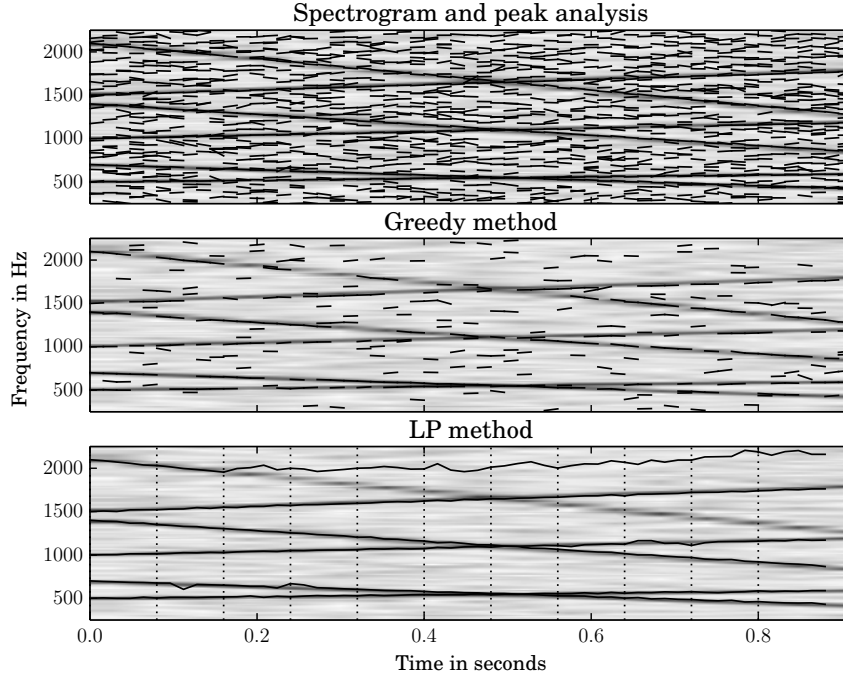 Spectrogram and peak analysis
2000
1500
1000
500
Greedy method
2000
1500
1000
500
Frequency in Hz
LP method
2000
1500
1000
500
0.0 0.2 0.4 0.6 0.8
Time in seconds